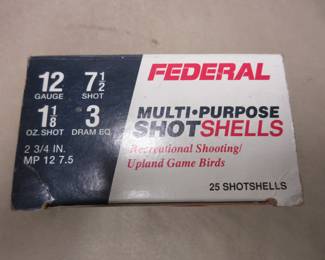 12 7 1/2
GAUGE SHOT
1 1/8 3
OZ. SHOT DRAM EQ.
2 3/4 IN.
MP 12 7.5
FEDERAL
MULTI•PURPOSE
SHOTSHELLS
Recreational Shooting/
Upland Game Birds
25 SHOTSHELLS